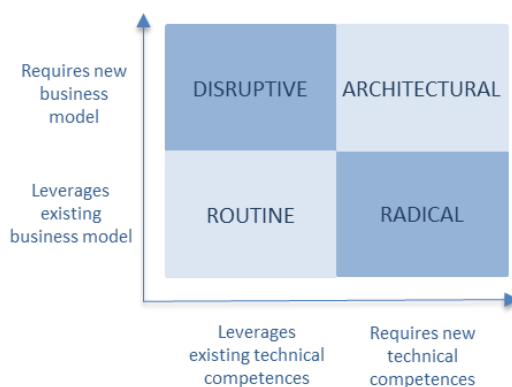 Requires new
business
model
DISRUPTIVE
ARCHITECTURAL
Leverages
existing
business model
ROUTINE
RADICAL
Leverages
existing technical
competences
Requires new
technical
competences